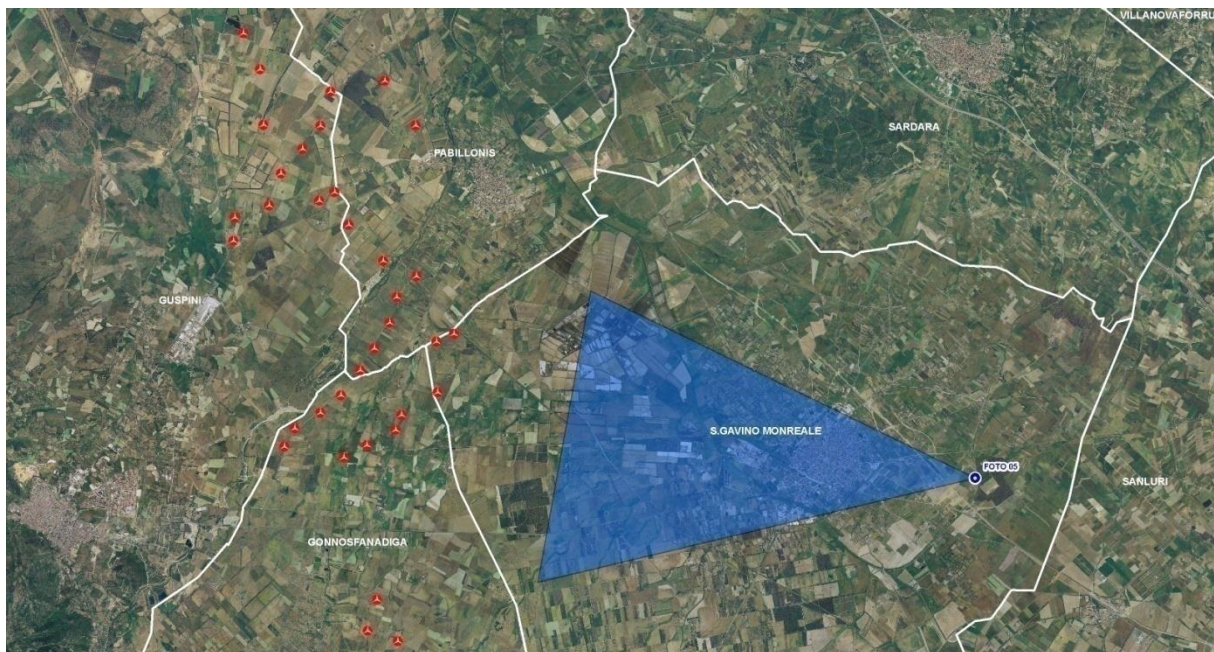 VILLANOVAFORRU
SARDARA
PABILLONIS
GUSPINI
S.GAVINO MONREALE
FOTO 05
SANLURI
GONNOSFANADIGA